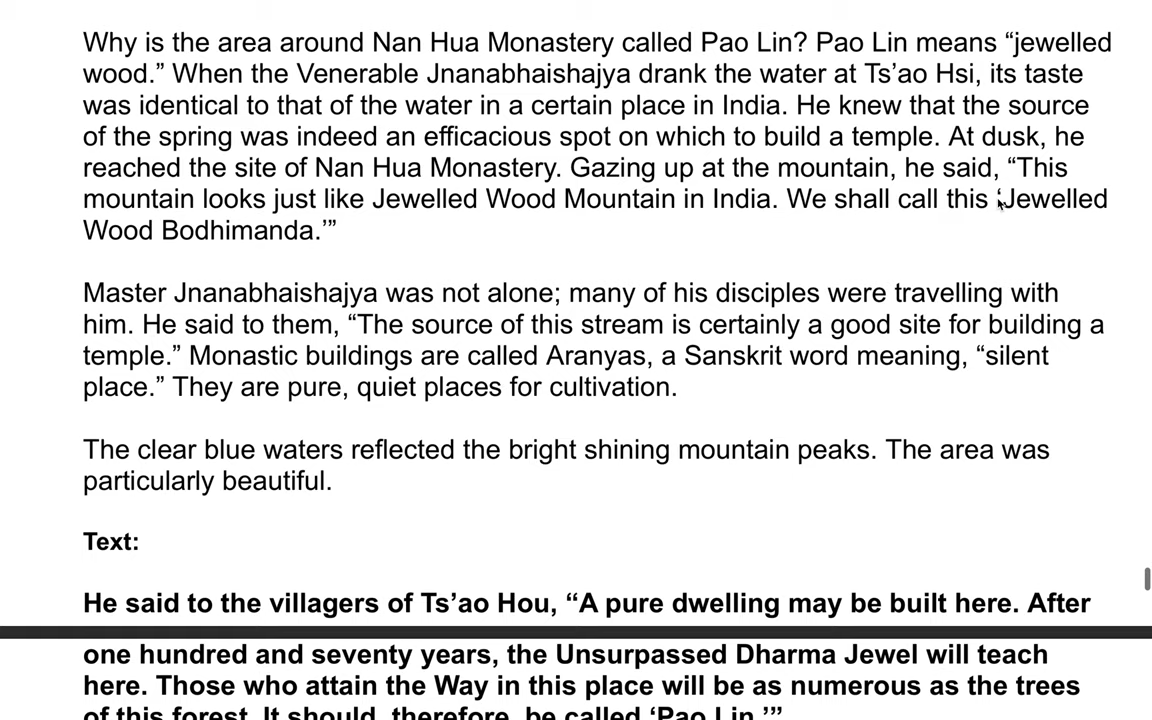 Why is the area around Nan Hua Monastery called Pao Lin? Pao Lin means “jewelled
wood.” When the Venerable Jnanabhaishajya drank the water at Ts’ao Hsi, its taste
was identical to that of the water in a certain place in India. He knew that the source
of the spring was indeed an efficacious spot on which to build a temple. At dusk, he
reached the site of Nan Hua Monastery. Gazing up at the mountain, he said, “This
mountain looks just like Jewelled Wood Mountain in India. We shall call this ‘Jewelled
Wood Bodhimanda.’”
Master Jnanabhaishajya was not alone; many of his disciples were travelling with
him. He said to them, “The source of this stream is certainly a good site for building a
temple.” Monastic buildings are called Aranyas, a Sanskrit word meaning, “silent
place.” They are pure, quiet places for cultivation.
The clear blue waters reflected the bright shining mountain peaks. The area was
particularly beautiful.
Text:
He said to the villagers of Ts’ao Hou, “A pure dwelling may be built here. After
one hundred and seventy years, the Unsurpassed Dharma Jewel will teach
here. Those who attain the Way in this place will be as numerous as the trees
of this forest. It should, therefore, be called ‘Pao Lin.’”